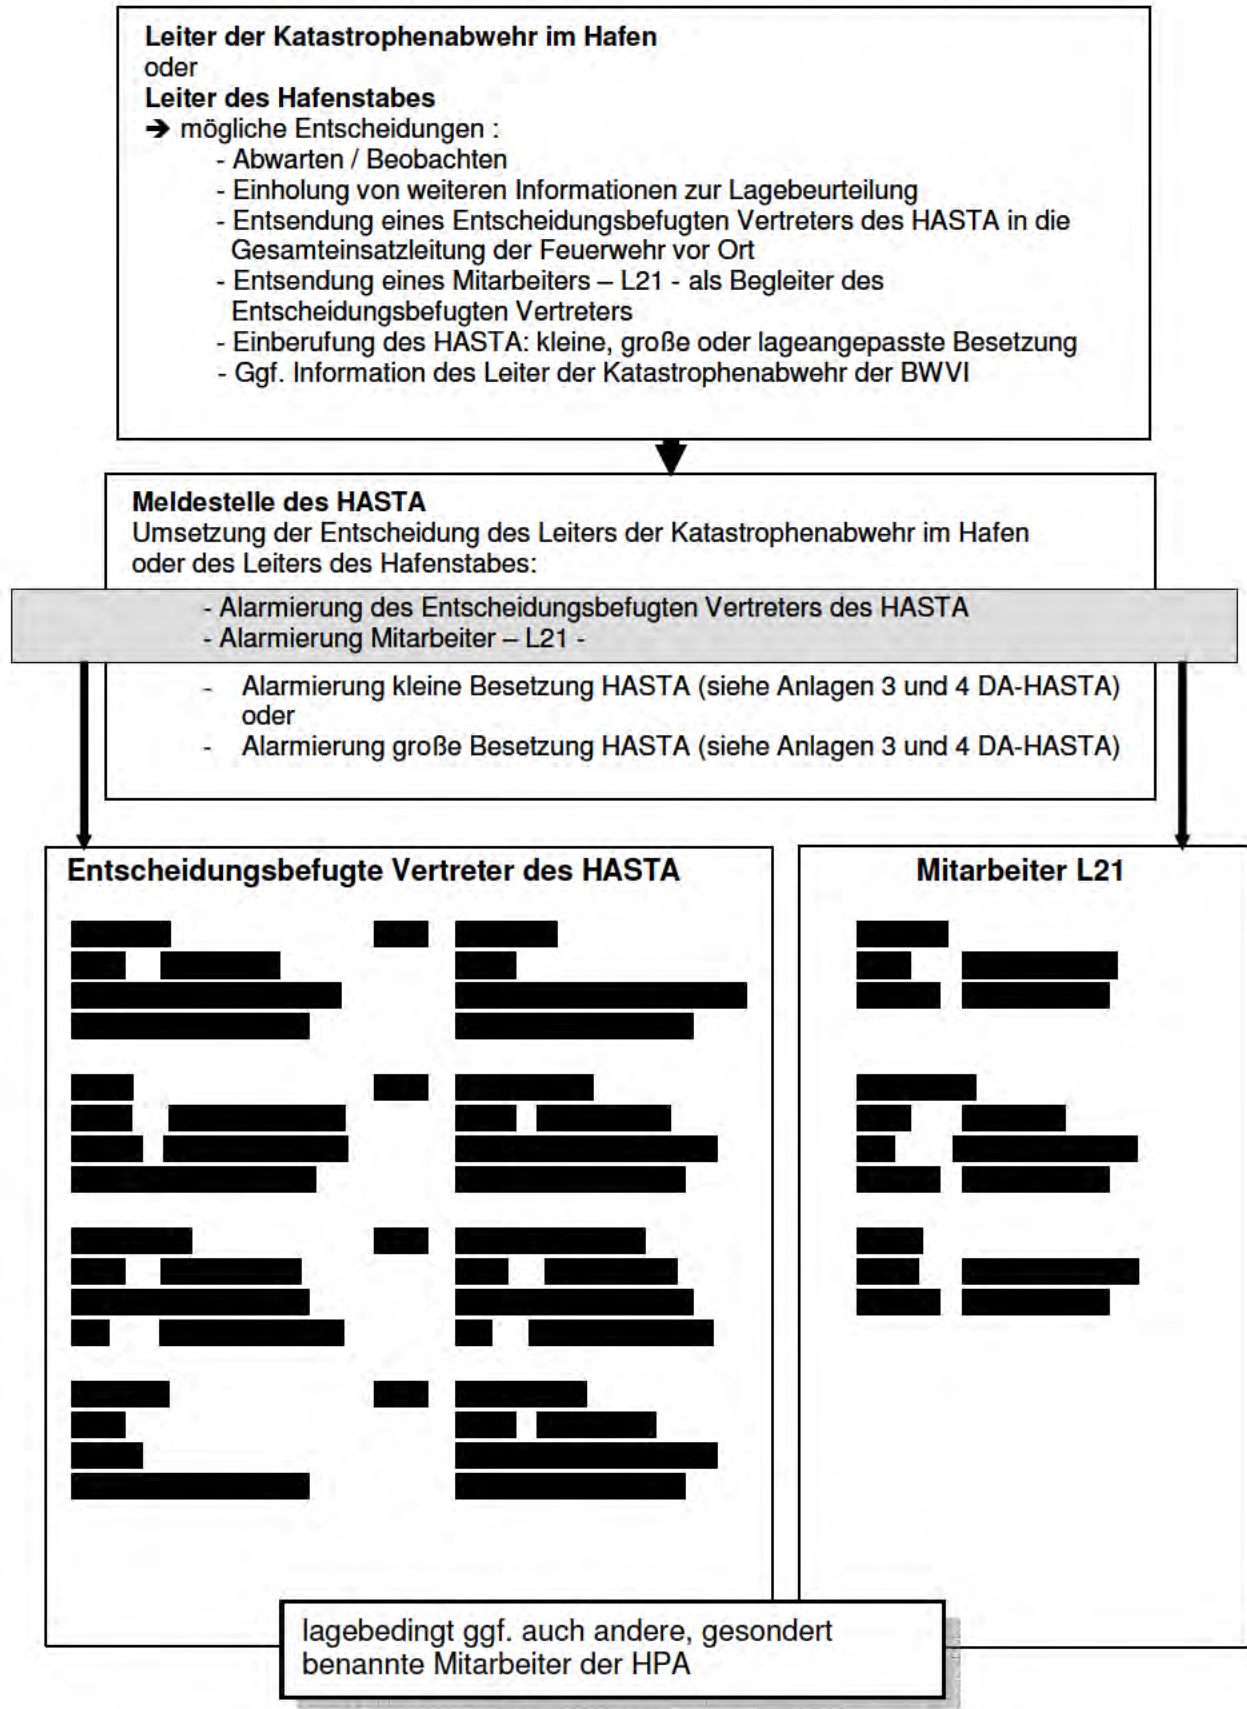 Leiter der Katastrophenabwehr im Hafen
oder
Leiter des Hafenstabes
➔ mögliche Entscheidungen :
- Abwarten / Beobachten
- Einholung von weiteren Informationen zur Lagebeurteilung
- Entsendung eines Entscheidungsbefugten Vertreters des HASTA in die
Gesamteinsatzleitung der Feuerwehr vor Ort
- Entsendung eines Mitarbeiters – L21 - als Begleiter des
Entscheidungsbefugten Vertreters
- Einberufung des HASTA: kleine, große oder lageangepasste Besetzung
- Ggf. Information des Leiter der Katastrophenabwehr der BWVI
Meldestelle des HASTA
Umsetzung der Entscheidung des Leiters der Katastrophenabwehr im Hafen
oder des Leiters des Hafenstabes:
- Alarmierung des Entscheidungsbefugten Vertreters des HASTA
- Alarmierung Mitarbeiter – L21 -
- Alarmierung kleine Besetzung HASTA (siehe Anlagen 3 und 4 DA-HASTA)
oder
- Alarmierung große Besetzung HASTA (siehe Anlagen 3 und 4 DA-HASTA)
Entscheidungsbefugte Vertreter des HASTA
Mitarbeiter L21
lagebedingt ggf. auch andere, gesondert
benannte Mitarbeiter der HPA